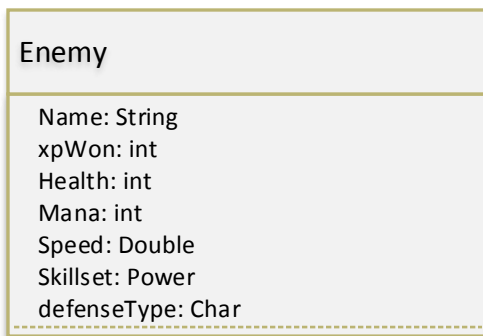 Enemy
Name: String
xpWon: int
Health: int
Mana: int
Speed: Double
Skillset: Power
defenseType: Char